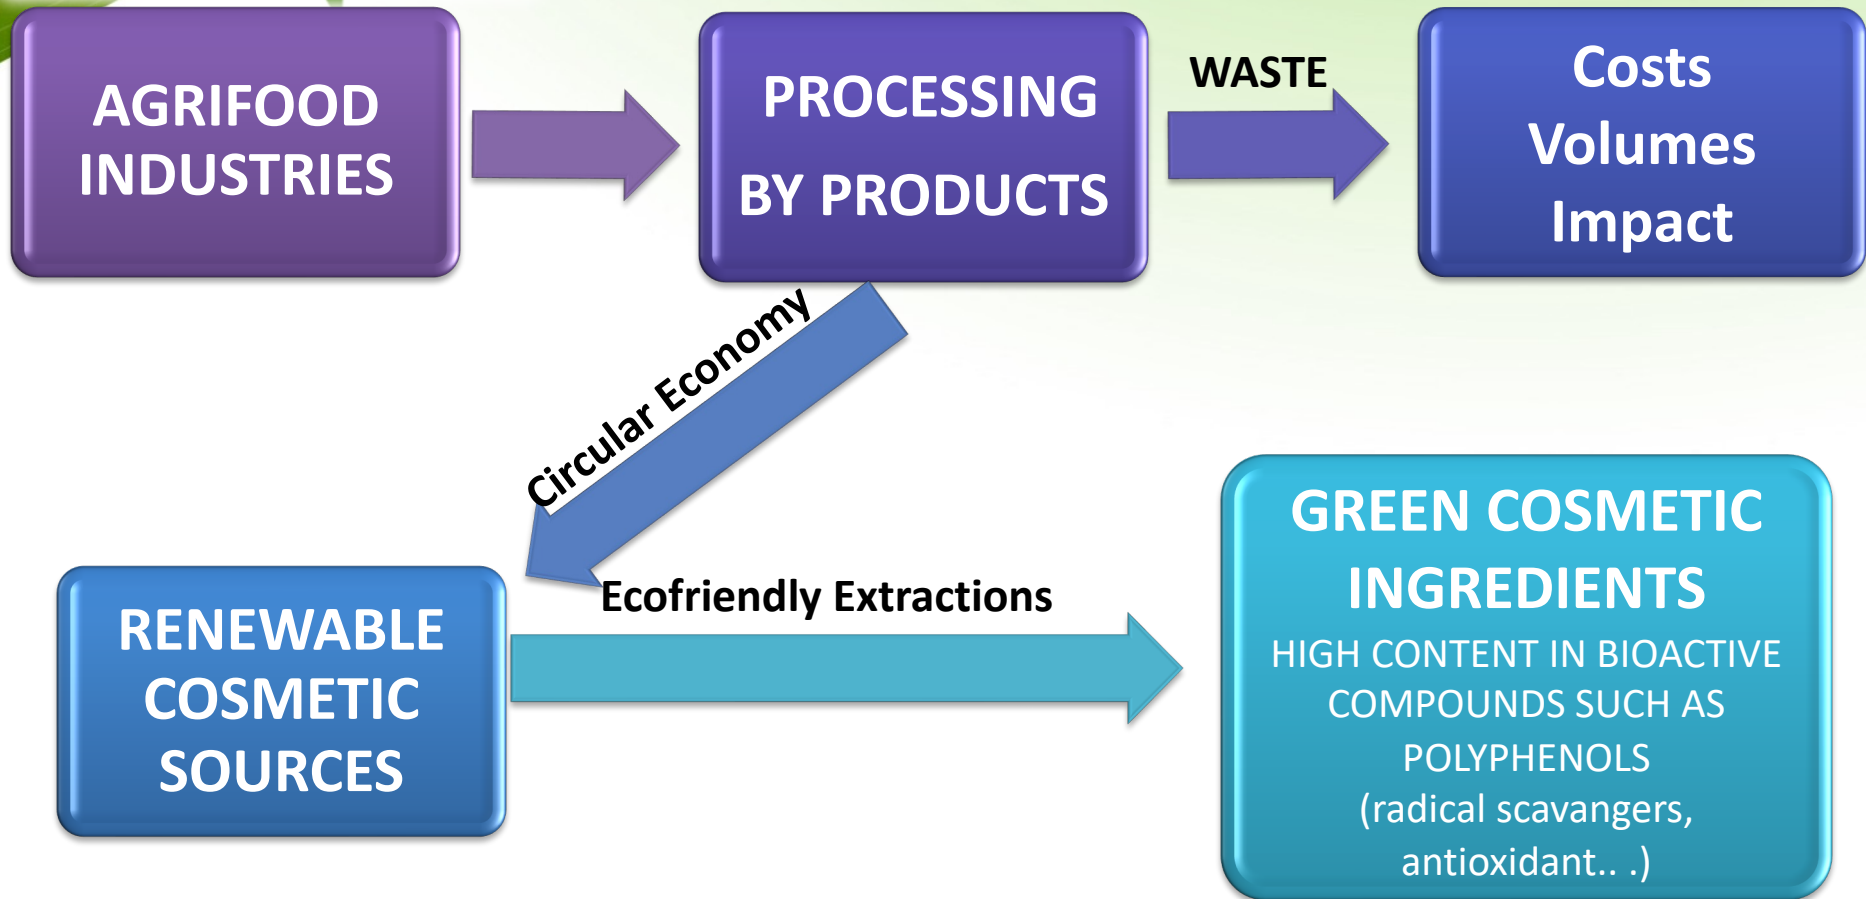 AGRIFOOD
INDUSTRIES
PROCESSING
BY PRODUCTS
WASTE
Costs
Volumes
Impact
Circular Economy
RENEWABLE
COSMETIC
SOURCES
Ecofriendly Extractions
GREEN COSMETIC
INGREDIENTS
HIGH CONTENT IN BIOACTIVE
COMPOUNDS SUCH AS
POLYPHENOLS
(radical scavangers,
antioxidant.. .)